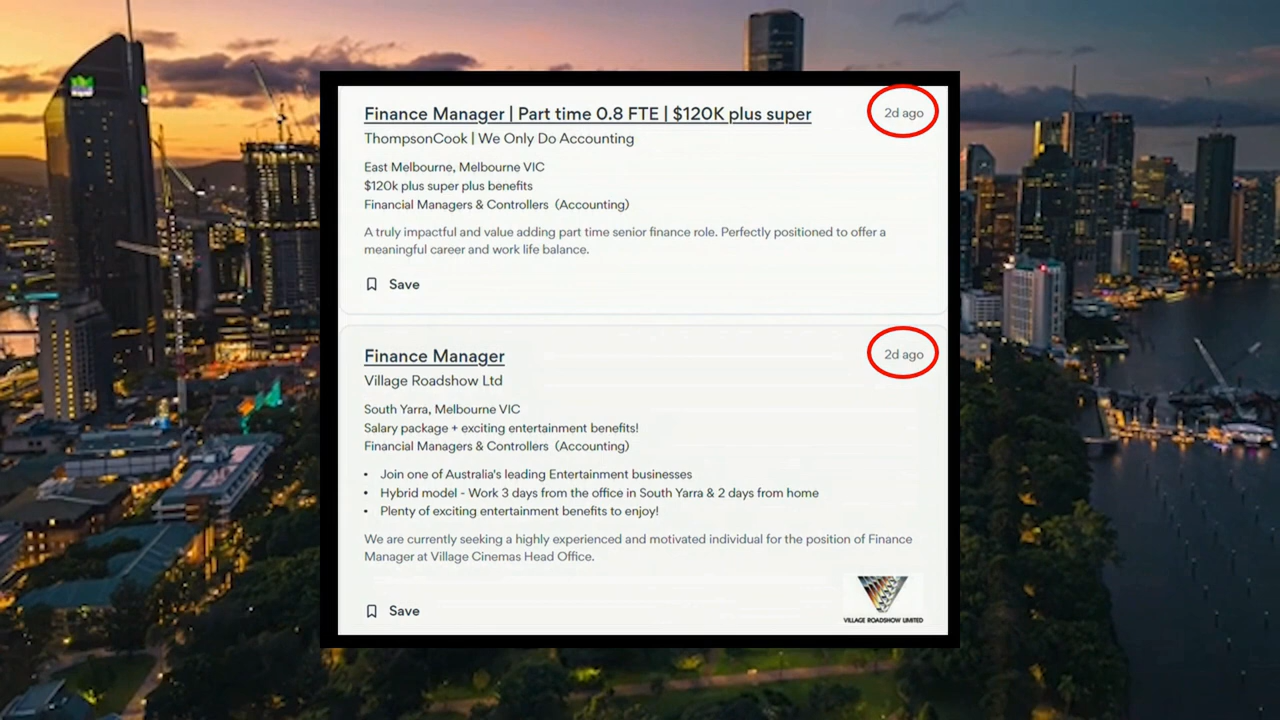 Finance Manager | Part time 0.8 FTE | $120K plus super
2d ago
ThompsonCook | We Only Do Accounting
East Melbourne, Melbourne VIC
$120k plus super plus benefits
Financial Managers & Controllers (Accounting)
A truly impactful and value adding part time senior finance role. Perfectly positioned to offer a
meaningful career and work life balance.
Save
Finance Manager
2d ago
Village Roadshow Ltd
South Yarra, Melbourne VIC
Salary package + exciting entertainment benefits!
Financial Managers & Controllers (Accounting)
• Join one of Australia's leading Entertainment businesses
• Hybrid model - Work 3 days from the office in South Yarra & 2 days from home
• Plenty of exciting entertainment benefits to enjoy!
We are currently seeking a highly experienced and motivated individual for the position of Finance
Manager at Village Cinemas Head Office.
Save
VILLAGE ROADSHOW LIMITED